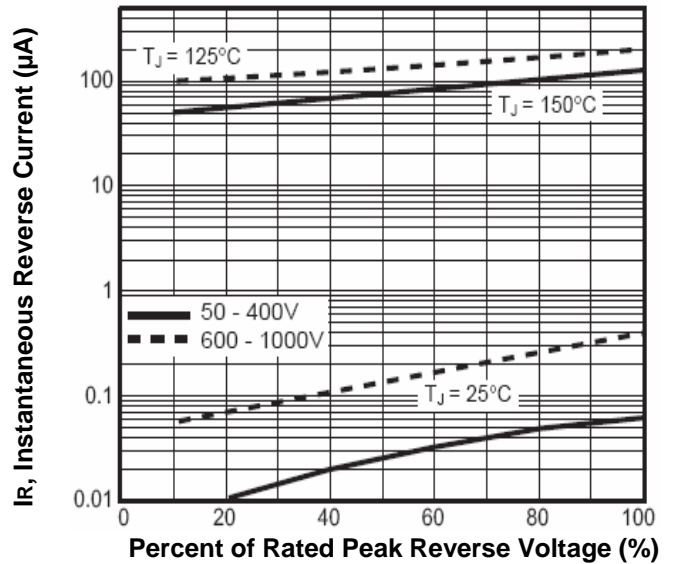 IR, Instantaneous Reverse Current (µA)
TJ = 125°C
100
TJ = 150°C
10
1
50 - 400V
600 - 1000V
0.1
TJ = 25°C
0.01
0 20 40 60 80 100
Percent of Rated Peak Reverse Voltage (%)